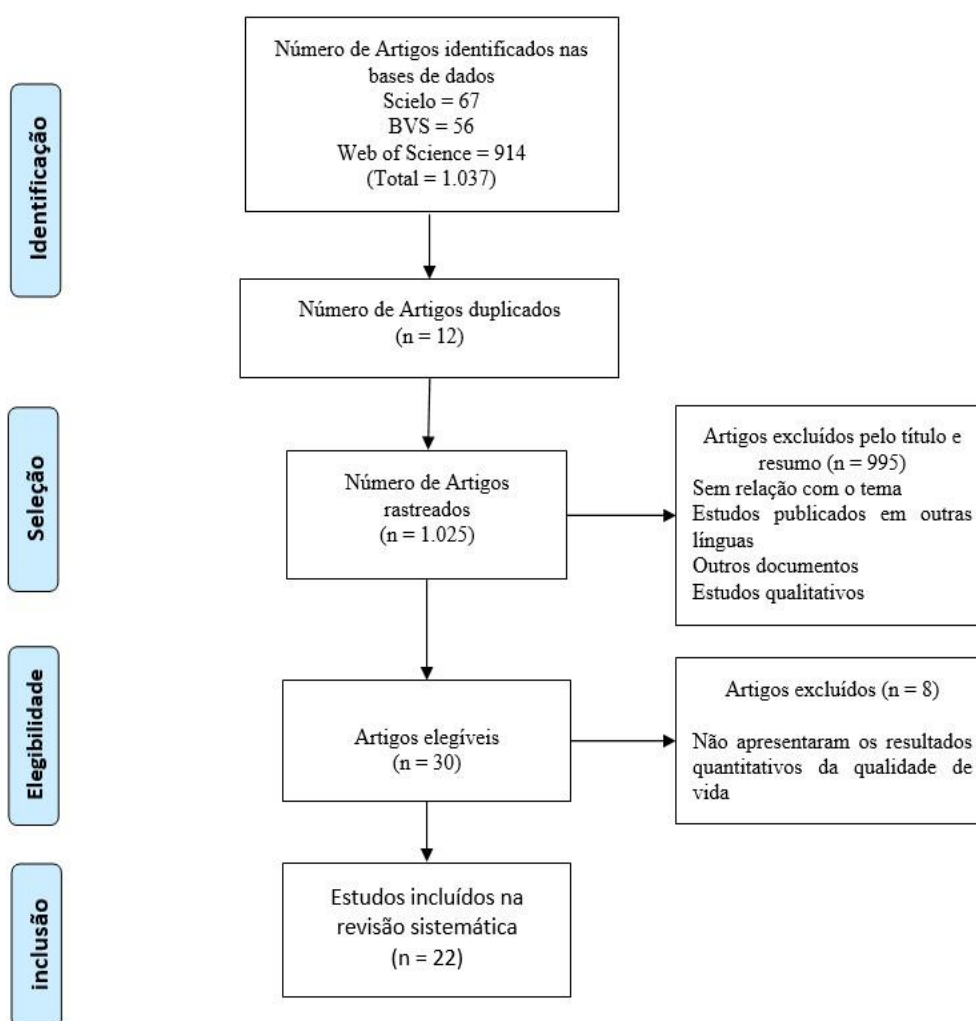 Identificação
Número de Artigos identificados nas
bases de dados
Scielo = 67
BVS = 56
Web of Science = 914
(Total = 1.037)
Número de Artigos duplicados
(n = 12)
Seleção
Número de Artigos
rastreados
(n = 1.025)
Artigos excluídos pelo título e
resumo (n = 995)
Sem relação com o tema
Estudos publicados em outras
línguas
Outros documentos
Estudos qualitativos
Elegibilidade
Artigos elegíveis
(n = 30)
Artigos excluídos (n = 8)
Não apresentaram os resultados
quantitativos da qualidade de
vida
inclusão
Estudos incluídos na
revisão sistemática
(n = 22)